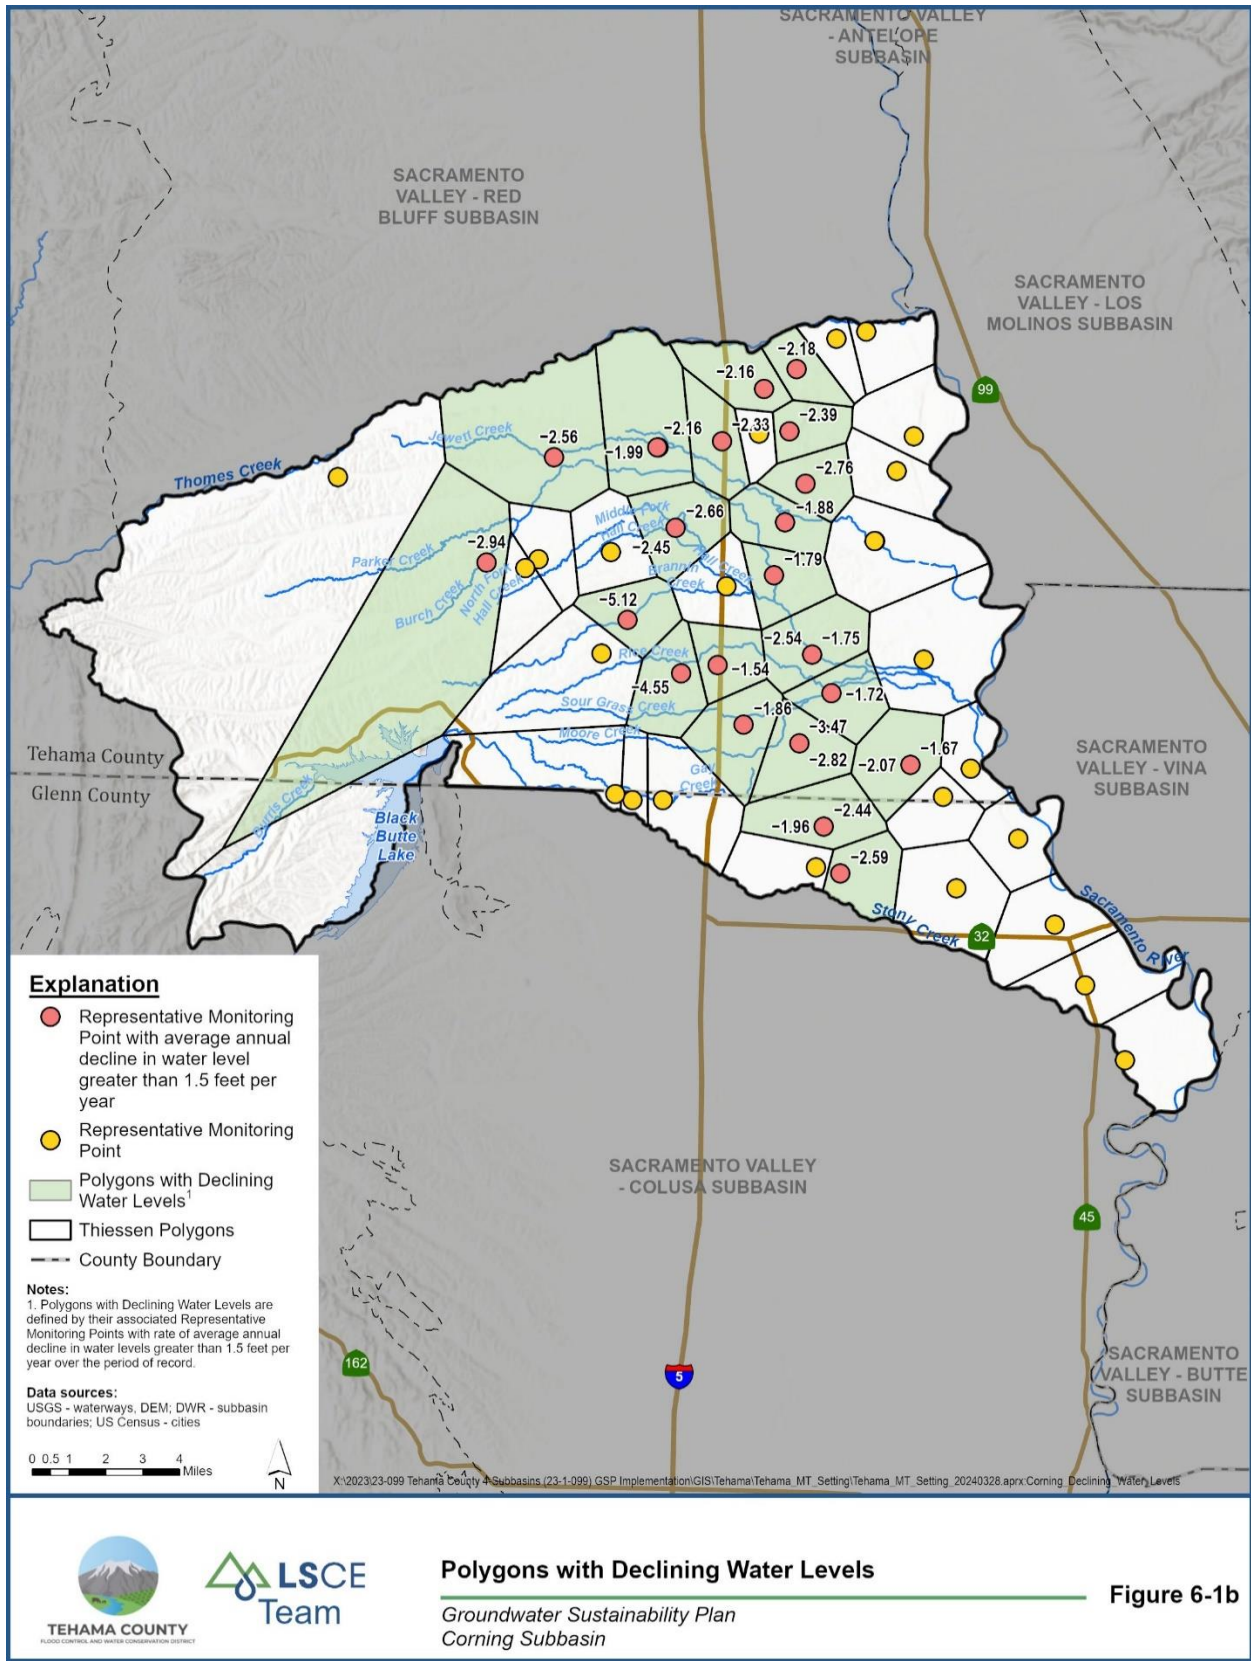 SACRAMENTO VALLEY
- ANTELOPE
SUBBASIN
SACRAMENTO
VALLEY - RED
BLUFF SUBBASIN
SACRAMENTO
VALLEY - LOS
MOLINOS SUBBASIN
99
−2.18
−2.16
−2.39
−2.33
−2.16
−1.99
−2.56
Jewett Creek
Thomes Creek
−2.76
−1.88
−2.66
Middle Fork
Hall Creek
−2.45
−2.94
Parker Creek
Burch Creek
North Fork
Hall Creek
Hall Creek
Brannin
Creek
−1.79
−5.12
−2.54
−1.75
Rice Creek
−1.54
−4.55
−1.72
Sour Grass Creek
−1.86
−3.47
Moore Creek
−2.82
−2.07
−1.67
Gay
Creek
Tehama County
Glenn County
SACRAMENTO
VALLEY - VINA
SUBBASIN
Curtis Creek
Black
Butte
Lake
−2.44
−1.96
−2.59
Stony Creek
32
Sacramento River
Explanation
Representative Monitoring
Point with average annual
decline in water level
greater than 1.5 feet per
year
Representative Monitoring
Point
Polygons with Declining
Water Levels1
Thiessen Polygons
County Boundary
Notes:
1. Polygons with Declining Water Levels are
defined by their associated Representative
Monitoring Points with rate of average annual
decline in water levels greater than 1.5 feet per
year over the period of record.
Data sources:
USGS - waterways, DEM; DWR - subbasin
boundaries; US Census - cities
0 0.5 1 2 3 4
Miles
N
SACRAMENTO VALLEY
- COLUSA SUBBASIN
45
162
5
SACRAMENTO
VALLEY - BUTTE
SUBBASIN
X:\2023\23-099 Tehama County 4-Subbasins (23-1-099) GSP Implementation\GIS\Tehama\Tehama_MT_Setting\Tehama_MT_Setting_20240328.aprx:Corning_Declining_Water_Levels
TEHAMA COUNTY
FLOOD CONTROL AND WATER CONSERVATION DISTRICT
LSCE
Team
Polygons with Declining Water Levels
Groundwater Sustainability Plan
Corning Subbasin
Figure 6-1b